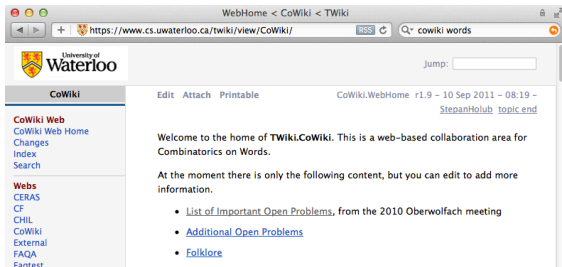 WebHome < CoWiki < TWiki
https://www.cs.uwaterloo.ca/twiki/view/CoWiki/ RSS cowiki words
University of
Waterloo
Jump:
CoWiki
Edit Attach Printable
CoWiki.WebHome r1.9 - 10 Sep 2011 - 08:19 -
StepanHolub topic end
CoWiki Web
CoWiki Web Home
Changes
Index
Search
Webs
CERAS
CF
CHIL
CoWiki
External
FAQA
Faqtest
Welcome to the home of TWiki.CoWiki. This is a web-based collaboration area for
Combinatorics on Words.
At the moment there is only the following content, but you can edit to add more
information.
• List of Important Open Problems, from the 2010 Oberwolfach meeting
• Additional Open Problems
• Folklore